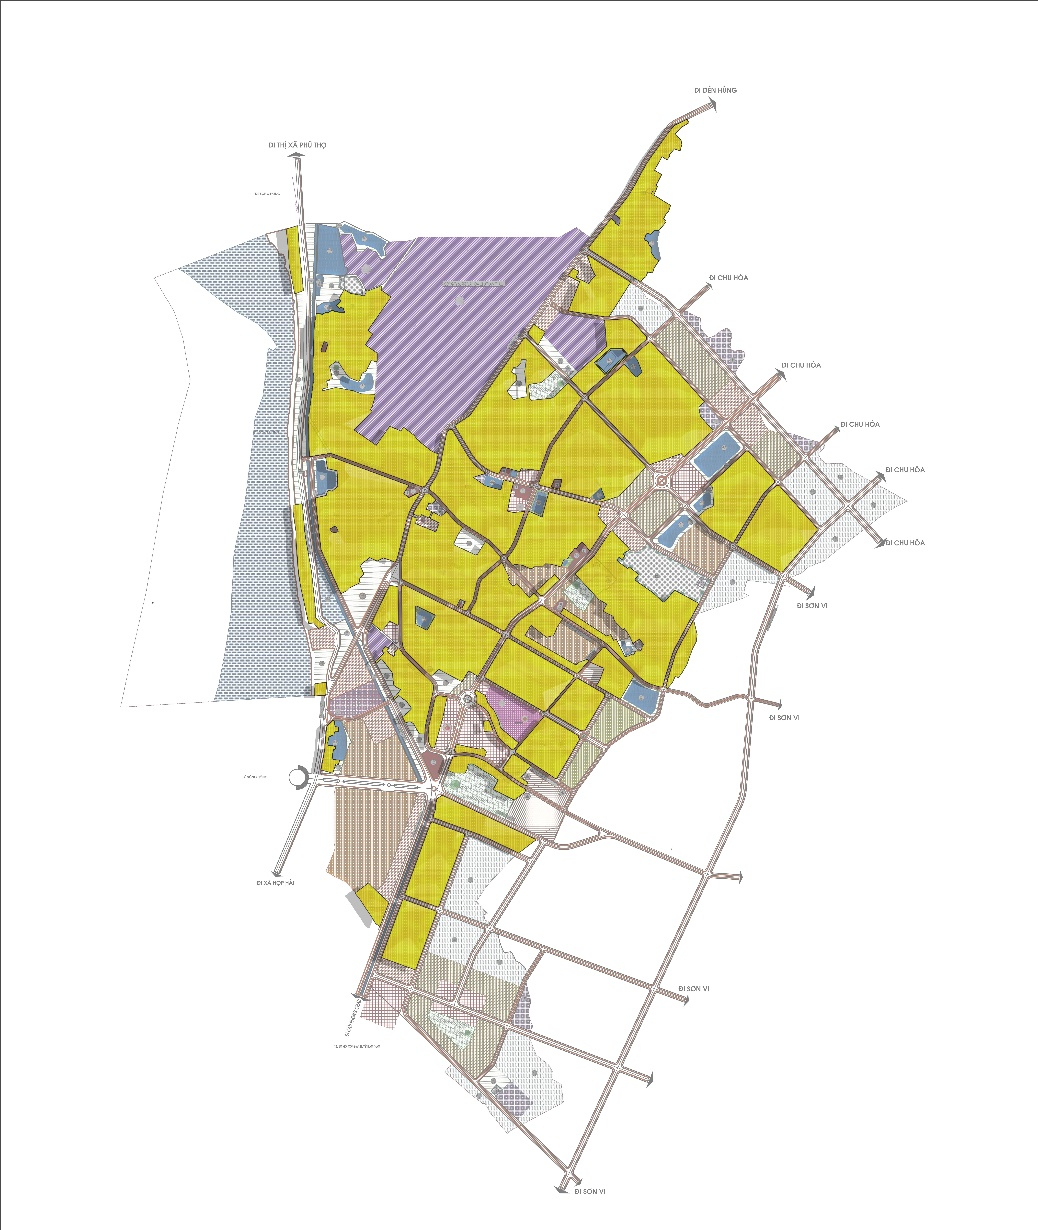 ĐI ĐỀN HÙNG
ĐI THỊ XÃ PHÚ THỌ
ĐI CHU HÓA
ĐI CHU HÓA
ĐI CHU HÓA
ĐI CHU HÓA
ĐI CHU HÓA
ĐI SƠN VI
ĐI SƠN VI
ĐI XÃ HỢP HẢI
ĐI SƠN VI
ĐI SƠN VI